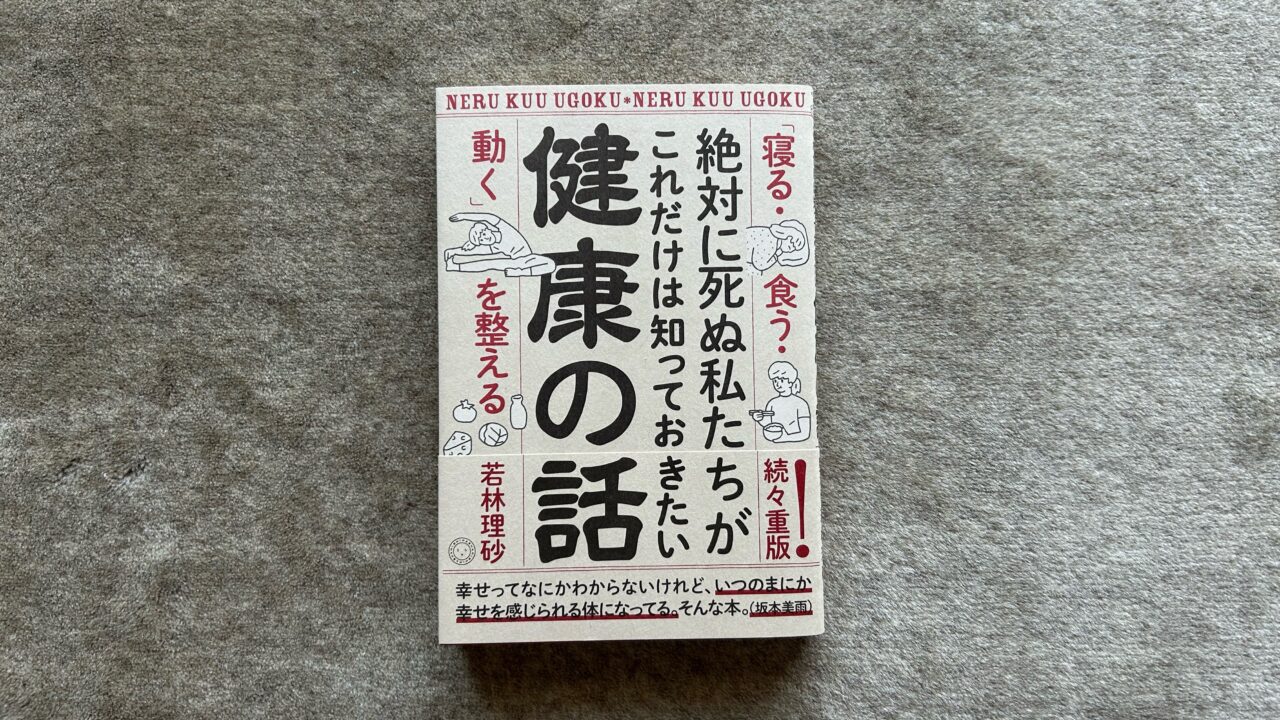 NERU KUU UGOKU*NERU KUU UGOKU
「寝る・食う・
動く」を整える
絶対に死ぬ私たちが
これだけは知っておきたい
健康の話
続々重版!
若林理砂
幸せってなにかわからないけれど、いつのまにか
幸せを感じられる体になってる。そんな本。(坂本美雨)